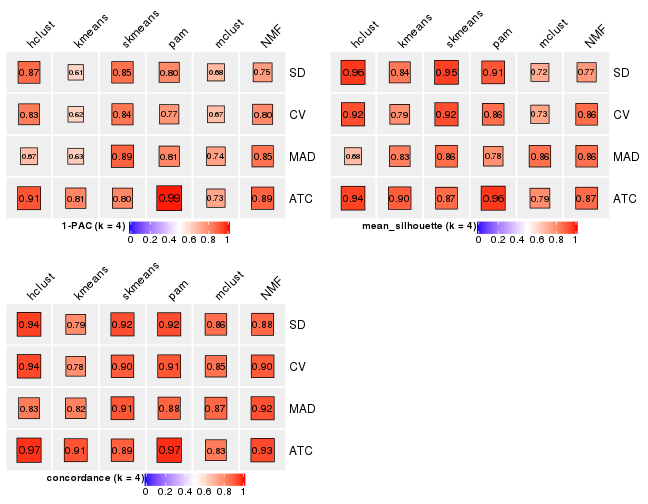 hclust kmeans skmeans pam mclust NMF
0.87 0.61 0.85 0.80 0.68 0.75 SD
0.83 0.62 0.84 0.77 0.67 0.80 CV
0.67 0.63 0.89 0.81 0.74 0.85 MAD
0.91 0.81 0.80 0.99 0.73 0.89 ATC
1-PAC (k = 4)
0 0.2 0.4 0.6 0.8 1
hclust kmeans skmeans pam mclust NMF
0.96 0.84 0.95 0.91 0.72 0.77 SD
0.92 0.79 0.92 0.86 0.73 0.86 CV
0.68 0.83 0.86 0.78 0.86 0.86 MAD
0.94 0.90 0.87 0.96 0.79 0.87 ATC
mean_silhouette (k = 4)
0 0.2 0.4 0.6 0.8 1
hclust kmeans skmeans pam mclust NMF
0.94 0.79 0.92 0.92 0.86 0.88 SD
0.94 0.78 0.90 0.91 0.85 0.90 CV
0.83 0.82 0.91 0.88 0.87 0.92 MAD
0.97 0.91 0.89 0.97 0.83 0.93 ATC
concordance (k = 4)
0 0.2 0.4 0.6 0.8 1